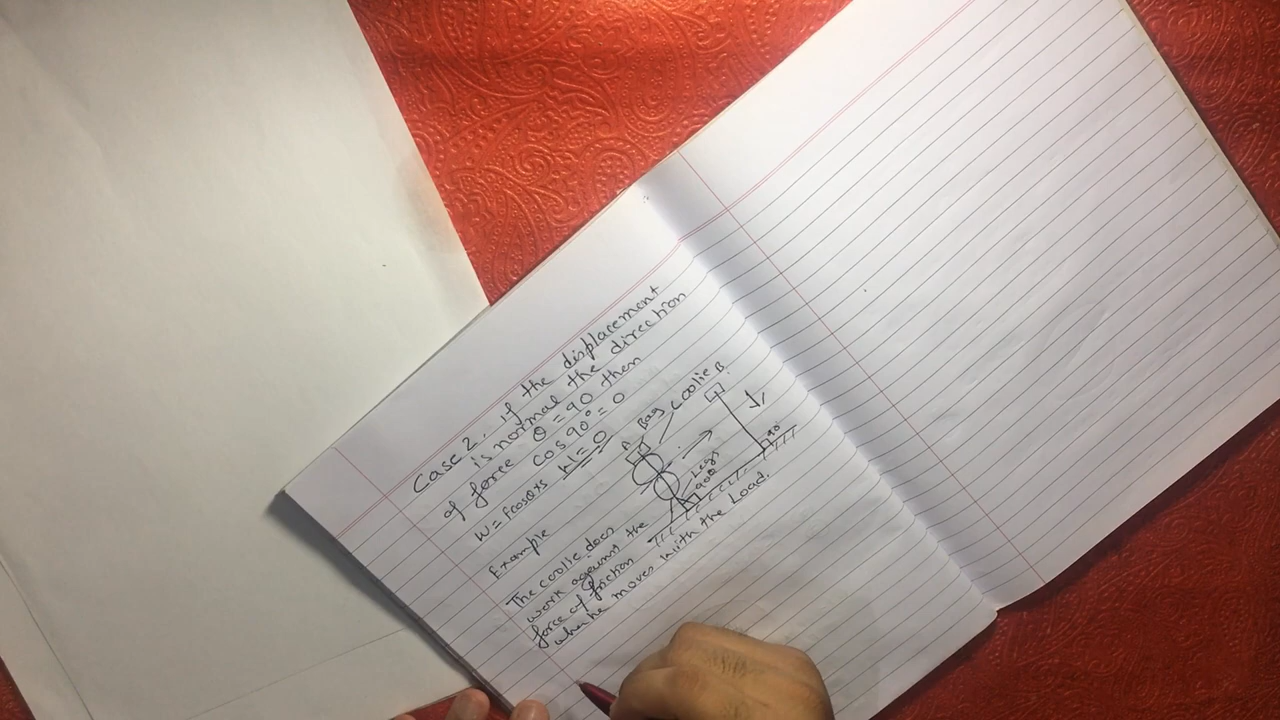 Case 2. If the displacement
is normal the direction
of force θ = 90 then
cos 90° = 0
W = Fcosθ×s W = 0
Example
A Bag Coolie B
Legs
90°
90°
The coolie does
work against the
force of friction
when he moves with the Load.